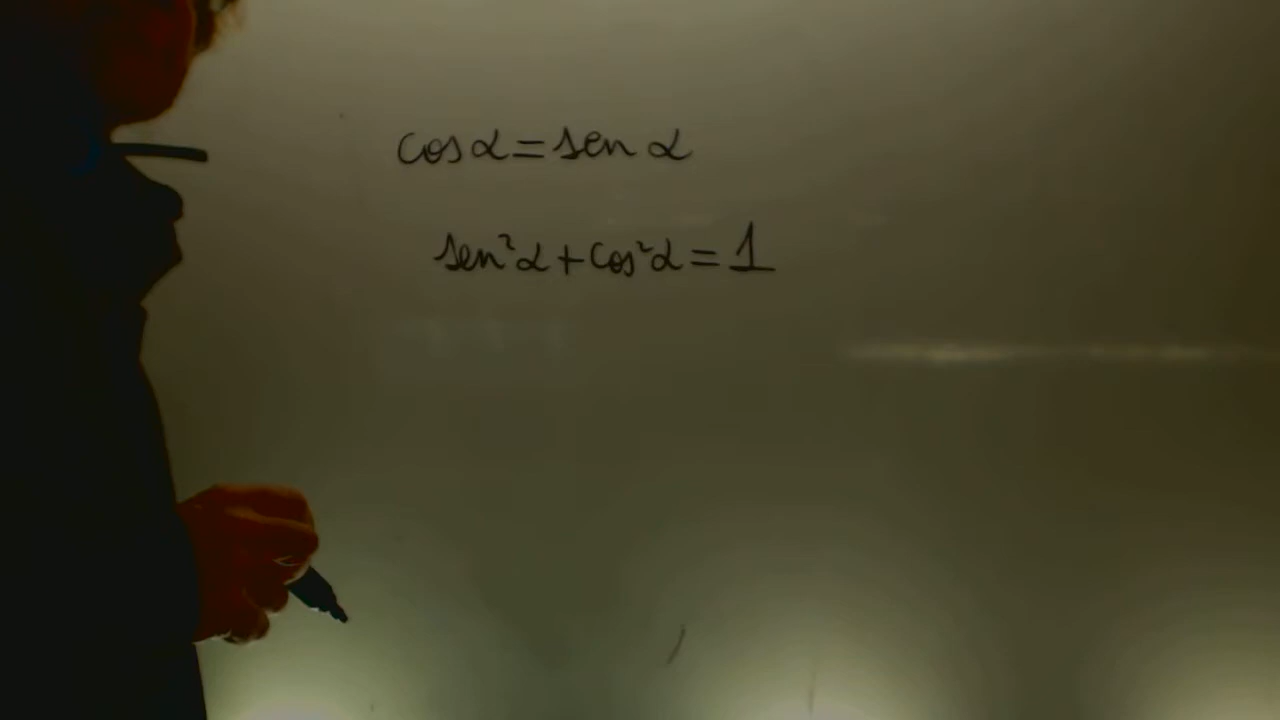 cos α = sen α
sen²α + cos²α = 1